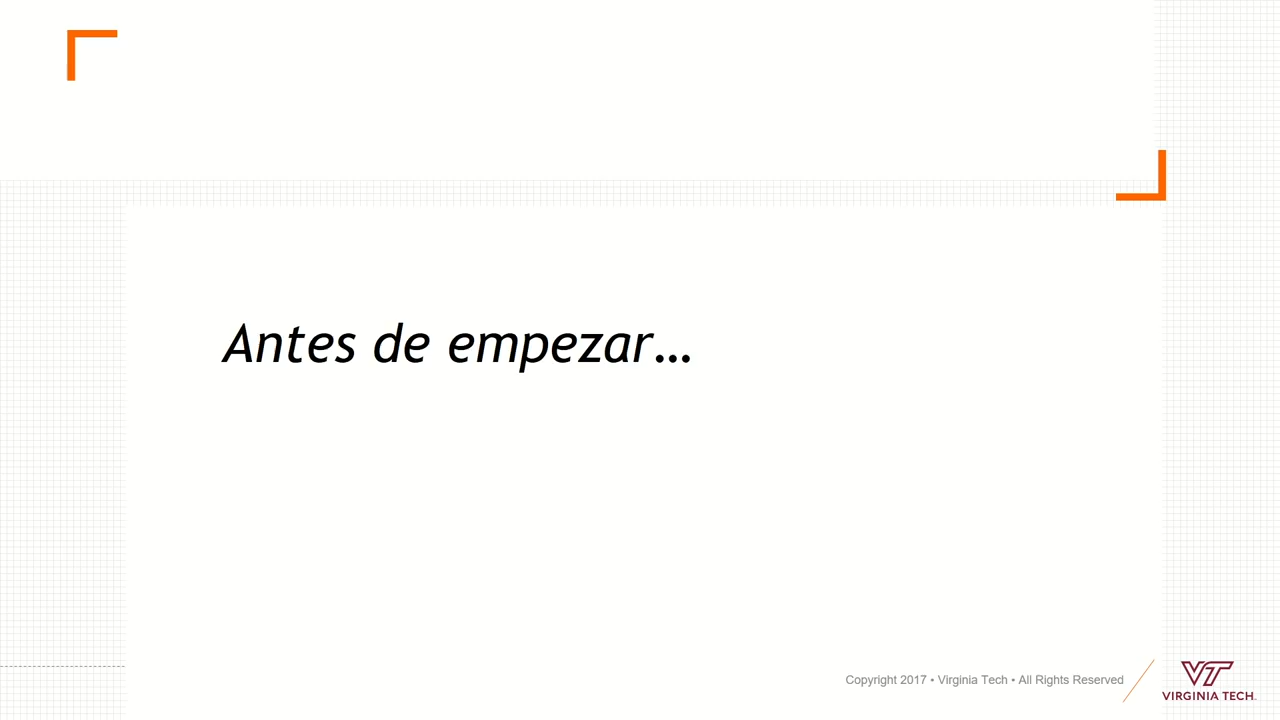 Antes de empezar...
Copyright 2017 • Virginia Tech • All Rights Reserved
VT
VIRGINIA TECH